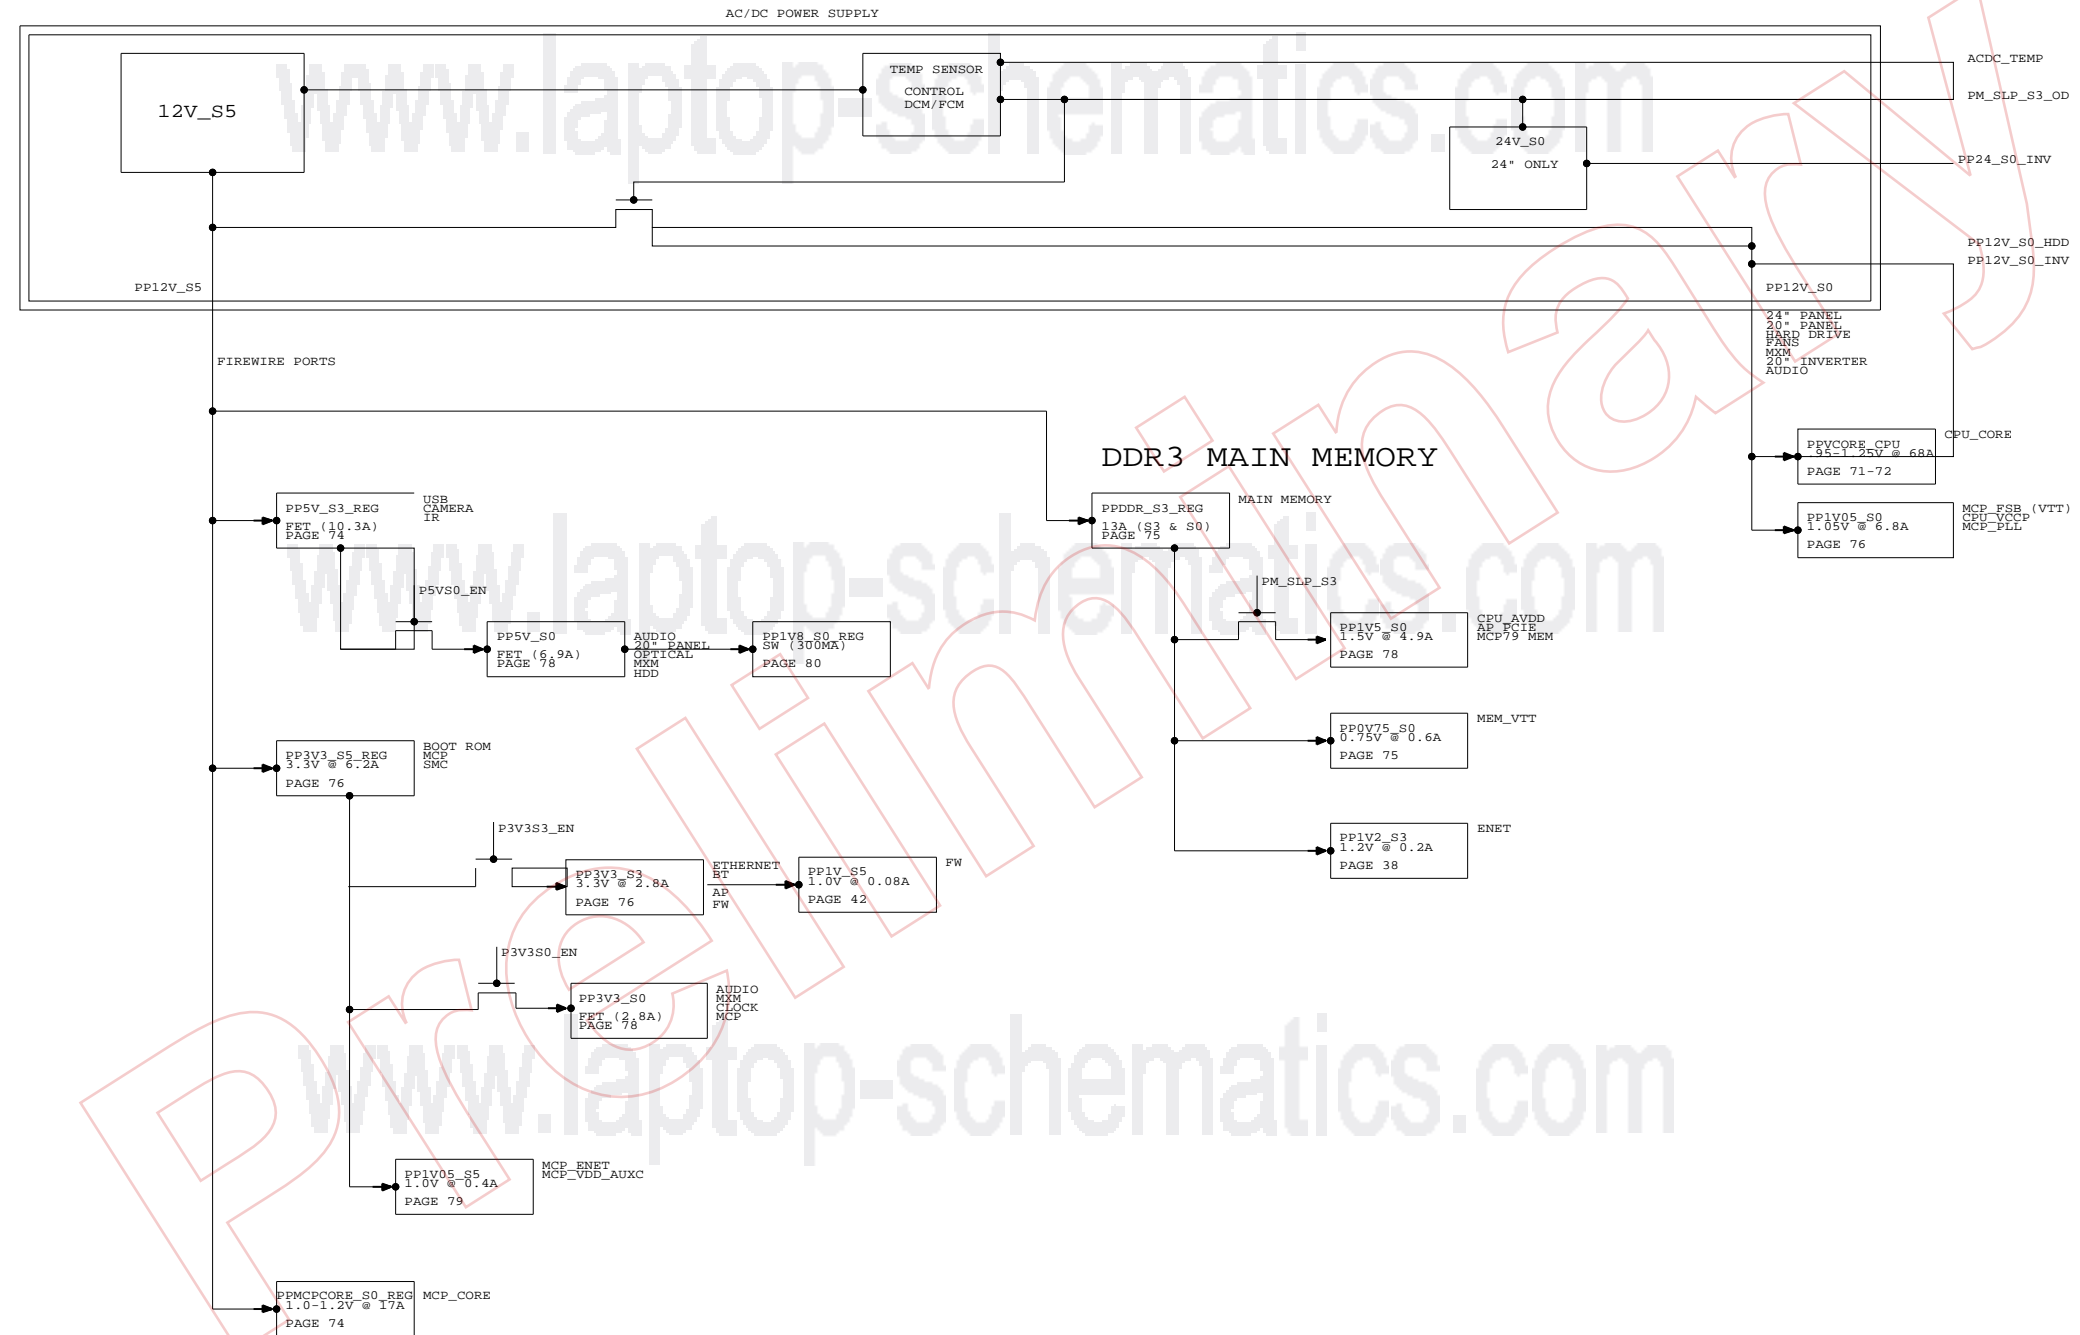 AC/DC POWER SUPPLY
12V_S5
TEMP SENSOR
CONTROL
DCM/FCM
ACDC_TEMP
PM_SLP_S3_OD
24V_S0
24" ONLY
PP24_S0_INV
PP12V_S0_HDD
PP12V_S0_INV
PP12V_S5
PP12V_S0
24" PANEL
20" PANEL
HARD DRIVE
FANS
MXM
20" INVERTER
AUDIO
FIREWIRE PORTS
DDR3 MAIN MEMORY
PPVCORE_CPU
.95-1.25V @ 68A
PAGE 71-72
CPU_CORE
PP5V_S3_REG
FET (10.3A)
PAGE 74
USB
CAMERA
IR
PPDDR_S3_REG
13A (S3 & S0)
PAGE 75
MAIN MEMORY
PP1V05_S0
1.05V @ 6.8A
PAGE 76
MCP_FSB (VTT)
CPU_VCCP
MCP_PLL
P5VS0_EN
PM_SLP_S3
PP5V_S0
FET (6.9A)
PAGE 78
AUDIO
20" PANEL
OPTICAL
MXM
HDD
PP1V8_S0_REG
SW (300MA)
PAGE 80
PP1V5_S0
1.5V @ 4.9A
PAGE 78
CPU_AVDD
AP_PCIE
MCP79 MEM
PP0V75_S0
0.75V @ 0.6A
PAGE 75
MEM_VTT
PP3V3_S5_REG
3.3V @ 6.2A
PAGE 76
BOOT ROM
MCP
SMC
P3V3S3_EN
PP1V2_S3
1.2V @ 0.2A
PAGE 38
ENET
PP3V3_S3
3.3V @ 2.8A
PAGE 76
ETHERNET
BT
AP
FW
PP1V_S5
1.0V @ 0.08A
PAGE 42
FW
P3V3S0_EN
PP3V3_S0
FET (2.8A)
PAGE 78
AUDIO
MXM
CLOCK
MCP
PP1V05_S5
1.0V @ 0.4A
PAGE 79
MCP_ENET
MCP_VDD_AUXC
PPMCPCORE_S0_REG
1.0-1.2V @ 17A
PAGE 74
MCP_CORE
www.laptop-schematics.com
www.laptop-schematics.com
www.laptop-schematics.com
Preliminary